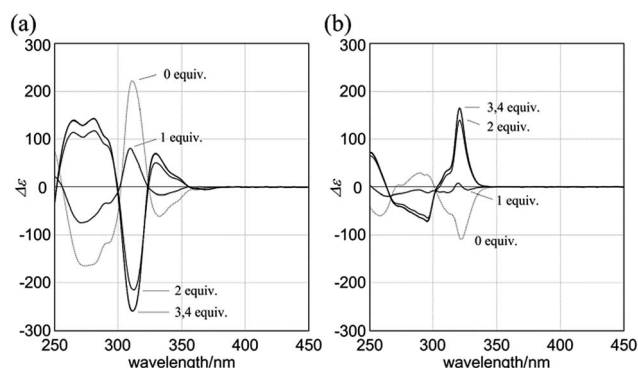 (a)
300
200
100
0
-100
-200
-300
Δε
0 equiv.
1 equiv.
2 equiv.
3,4 equiv.
250 300 350 400 450
wavelength/nm
(b)
300
200
100
0
-100
-200
-300
Δε
3,4 equiv.
2 equiv.
1 equiv.
0 equiv.
250 300 350 400 450
wavelength/nm